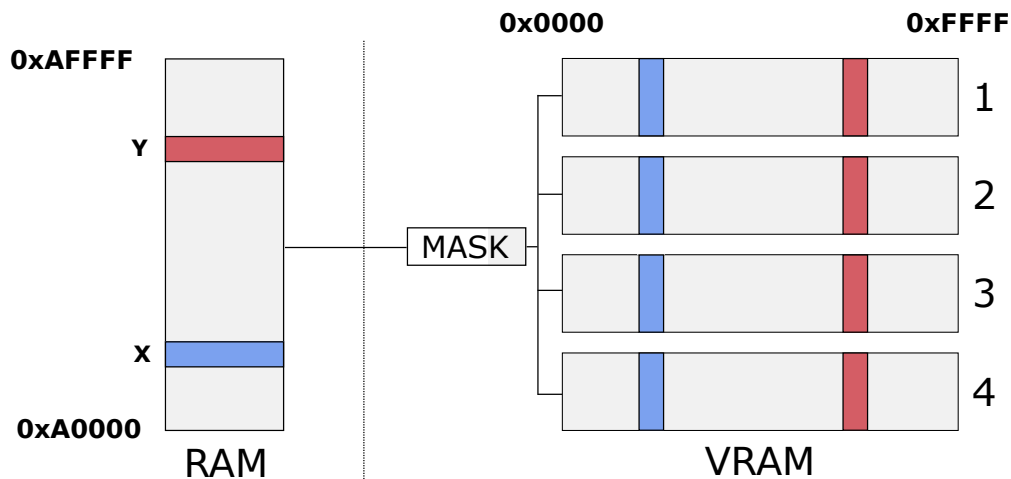 0x0000
0xFFFF
0xAFFFF
Y
X
0xA0000
RAM
MASK
1
2
3
4
VRAM